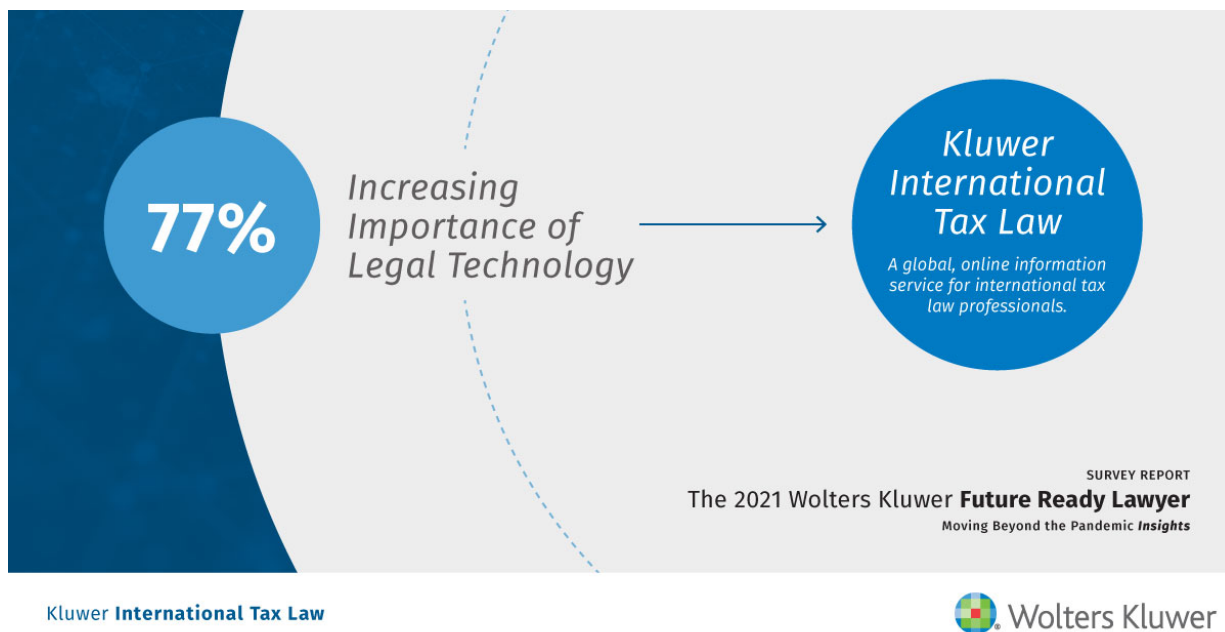 77%
Increasing
Importance of
Legal Technology
Kluwer
International
Tax Law
A global, online information
service for international tax
law professionals.
SURVEY REPORT
The 2021 Wolters Kluwer Future Ready Lawyer
Moving Beyond the Pandemic Insights
Kluwer International Tax Law
Wolters Kluwer